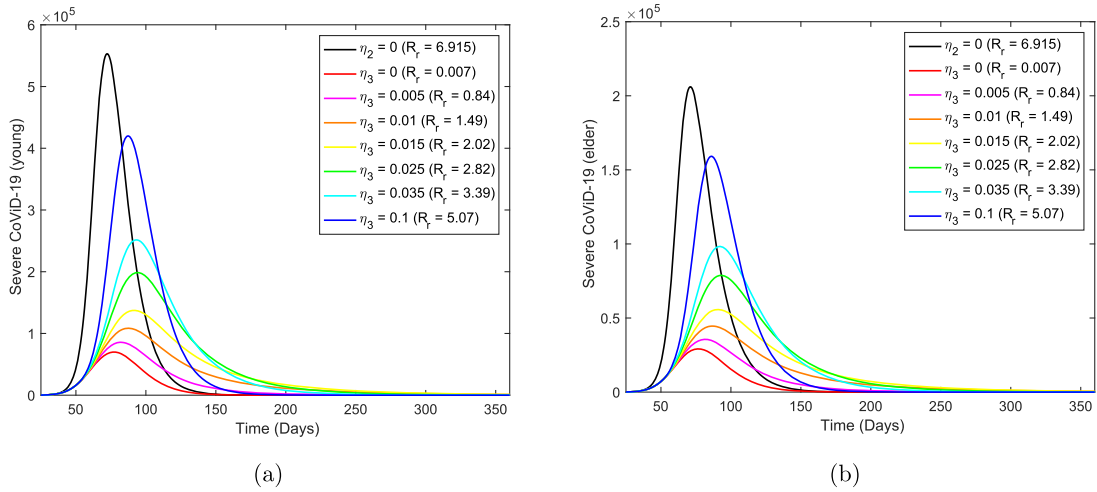 ×10⁵
6
5
4
3
2
1
0
Severe CoViD-19 (young)
50 100 150 200 250 300 350
Time (Days)
η₂ = 0 (Rᵣ = 6.915)
η₃ = 0 (Rᵣ = 0.007)
η₃ = 0.005 (Rᵣ = 0.84)
η₃ = 0.01 (Rᵣ = 1.49)
η₃ = 0.015 (Rᵣ = 2.02)
η₃ = 0.025 (Rᵣ = 2.82)
η₃ = 0.035 (Rᵣ = 3.39)
η₃ = 0.1 (Rᵣ = 5.07)
(a)
×10⁵
2.5
2
1.5
1
0.5
0
Severe CoViD-19 (elder)
50 100 150 200 250 300 350
Time (Days)
η₂ = 0 (Rᵣ = 6.915)
η₃ = 0 (Rᵣ = 0.007)
η₃ = 0.005 (Rᵣ = 0.84)
η₃ = 0.01 (Rᵣ = 1.49)
η₃ = 0.015 (Rᵣ = 2.02)
η₃ = 0.025 (Rᵣ = 2.82)
η₃ = 0.035 (Rᵣ = 3.39)
η₃ = 0.1 (Rᵣ = 5.07)
(b)